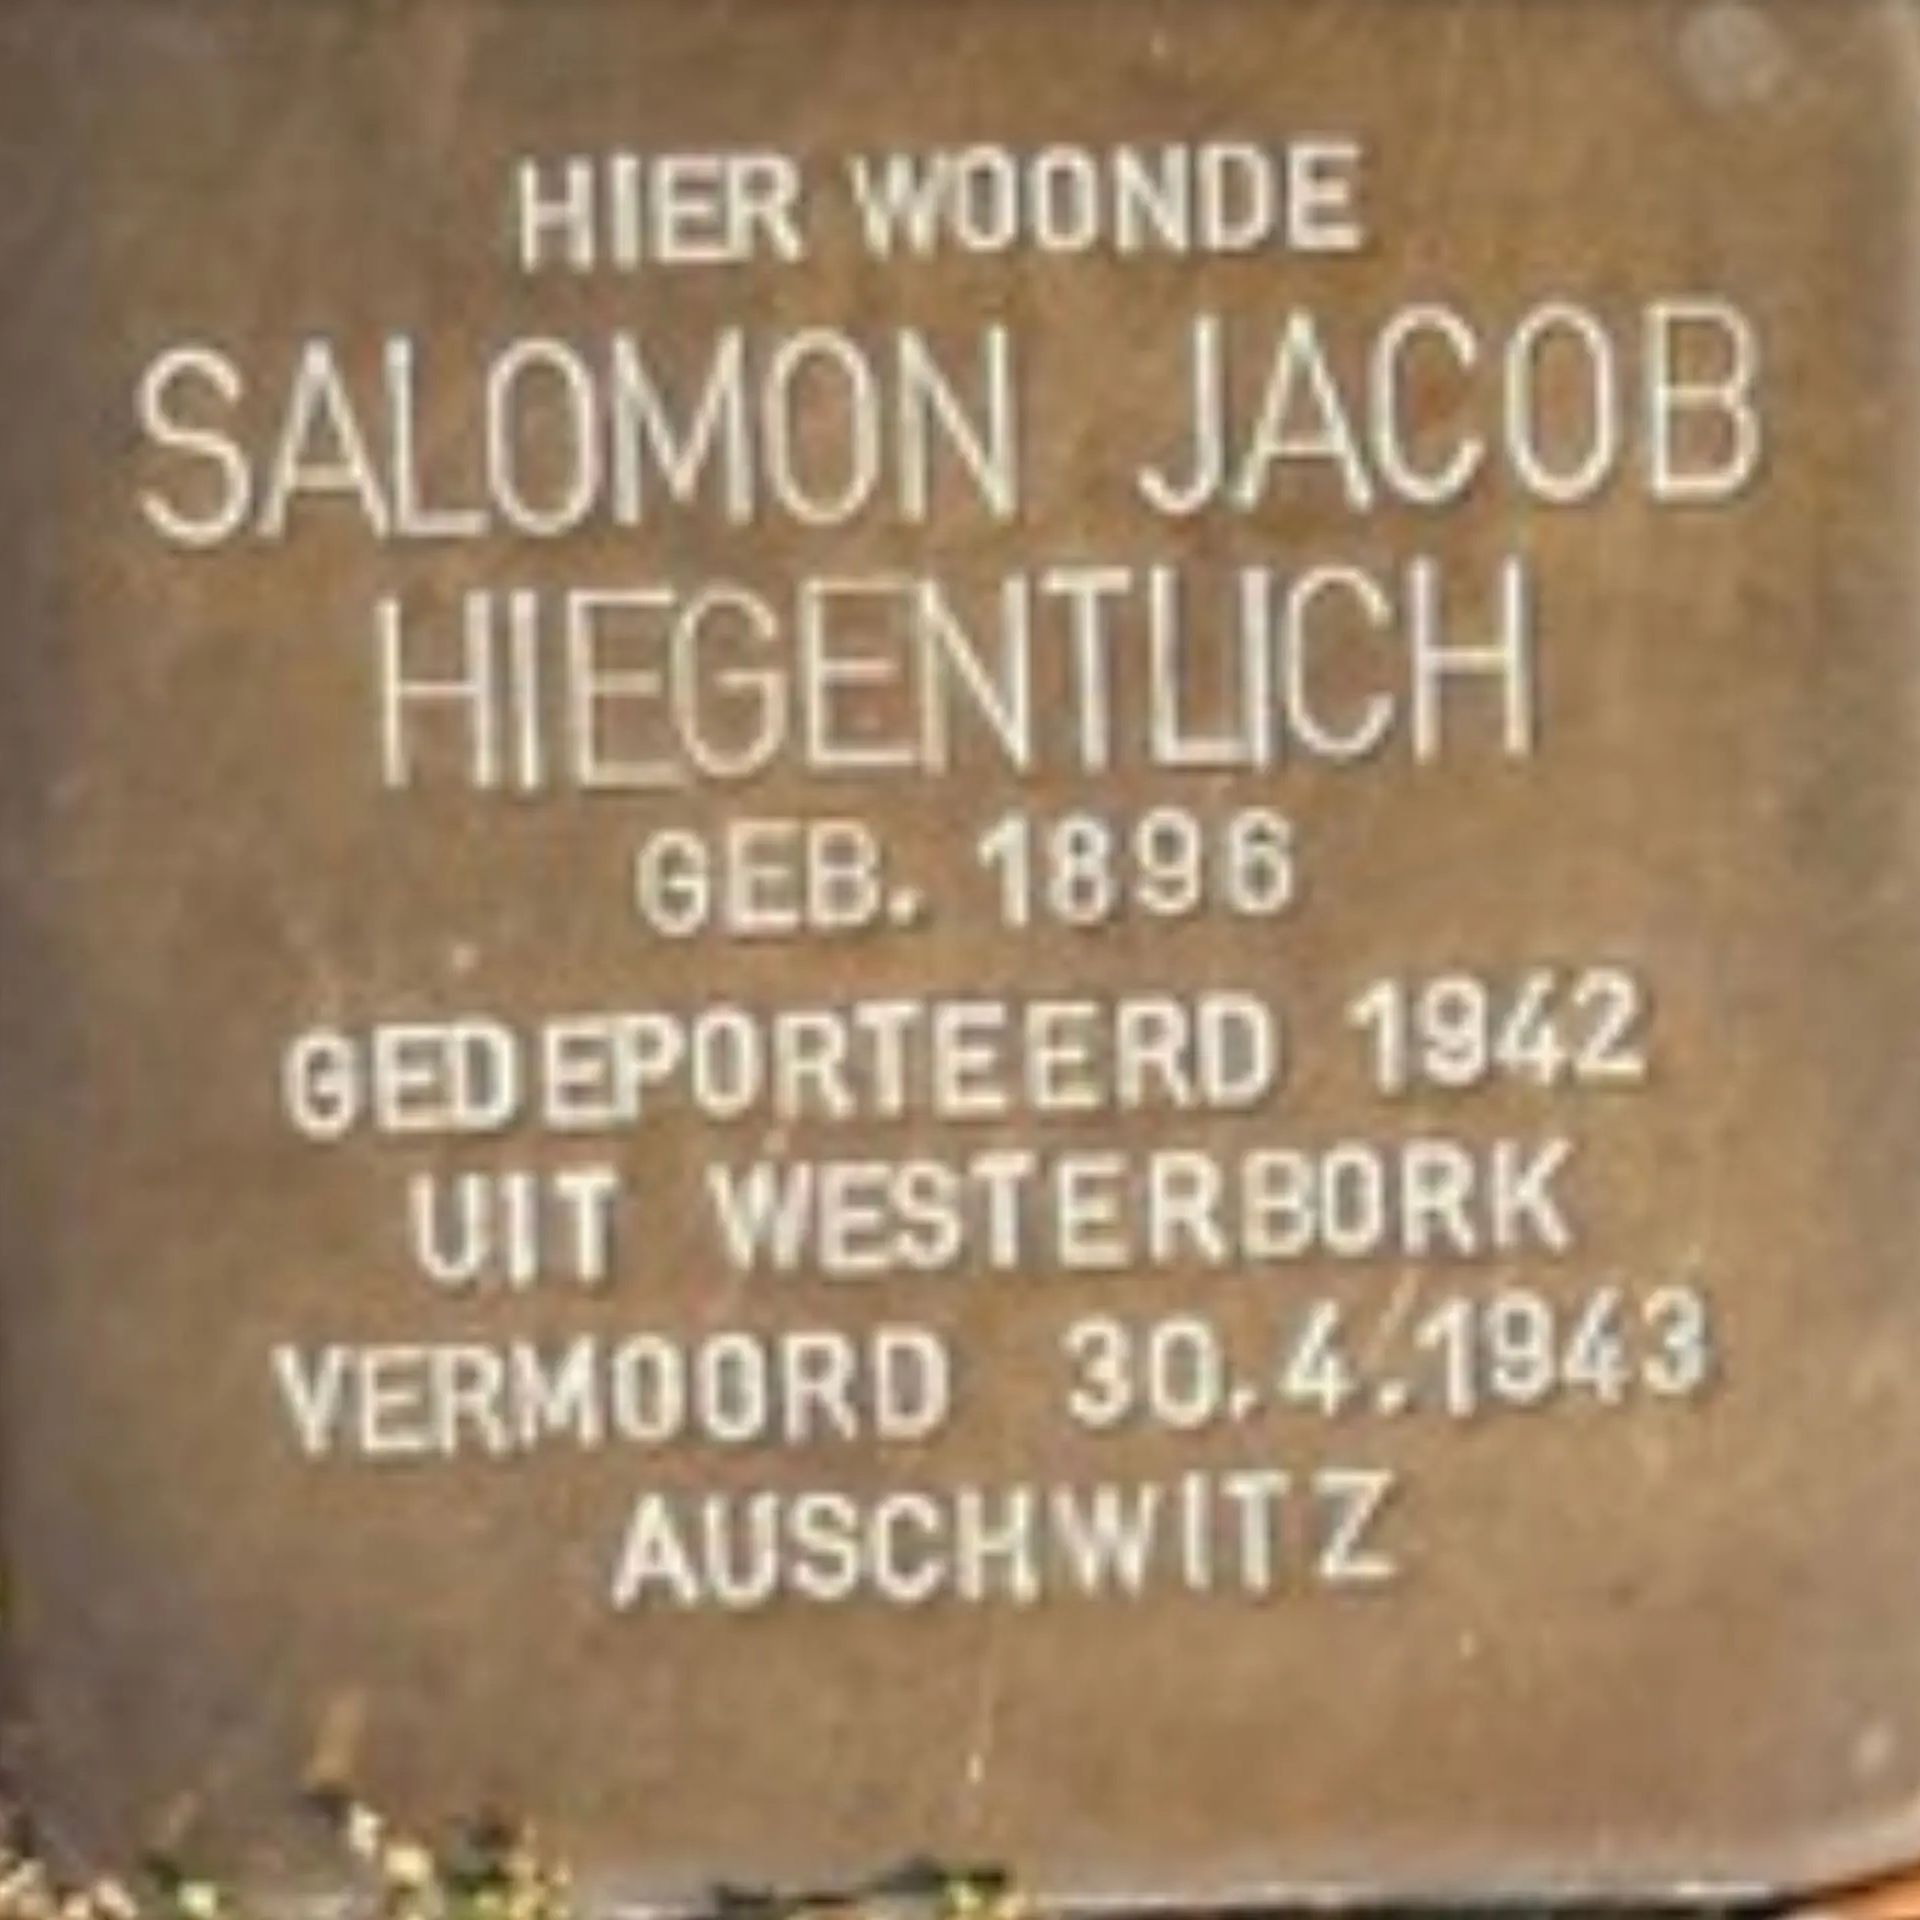 HIER WOONDE
SALOMON JACOB
HIEGENTLICH
GEB. 1896
GEDEPORTEERD 1942
UIT WESTERBORK
VERMOORD 30.4.1943
AUSCHWITZ